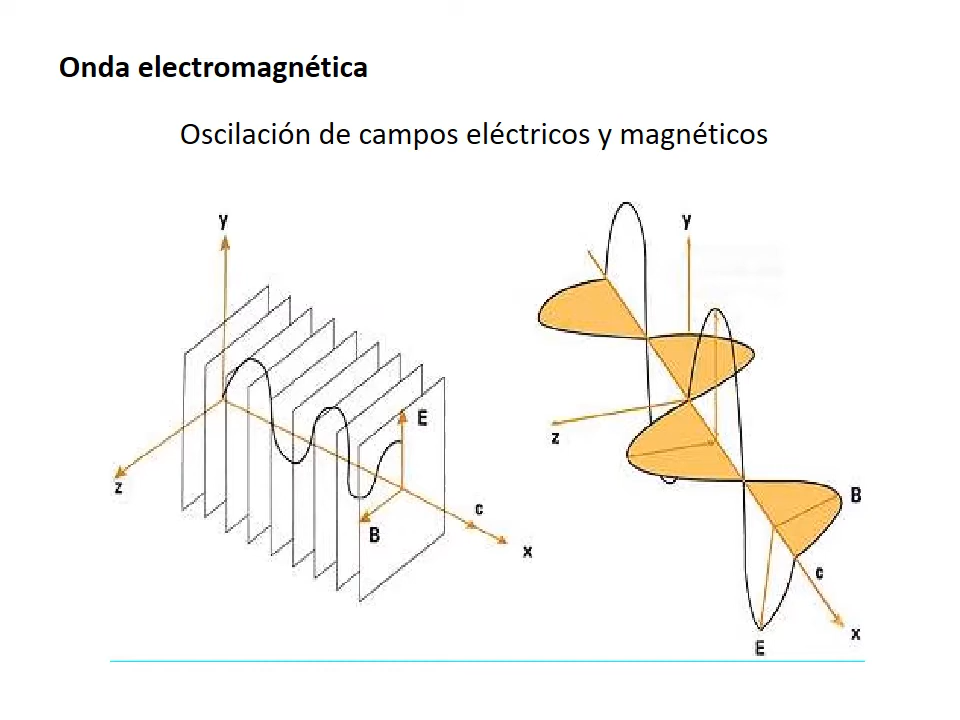 Onda electromagnética
Oscilación de campos eléctricos y magnéticos
y
z
E
B
c
x
y
z
B
c
x
E